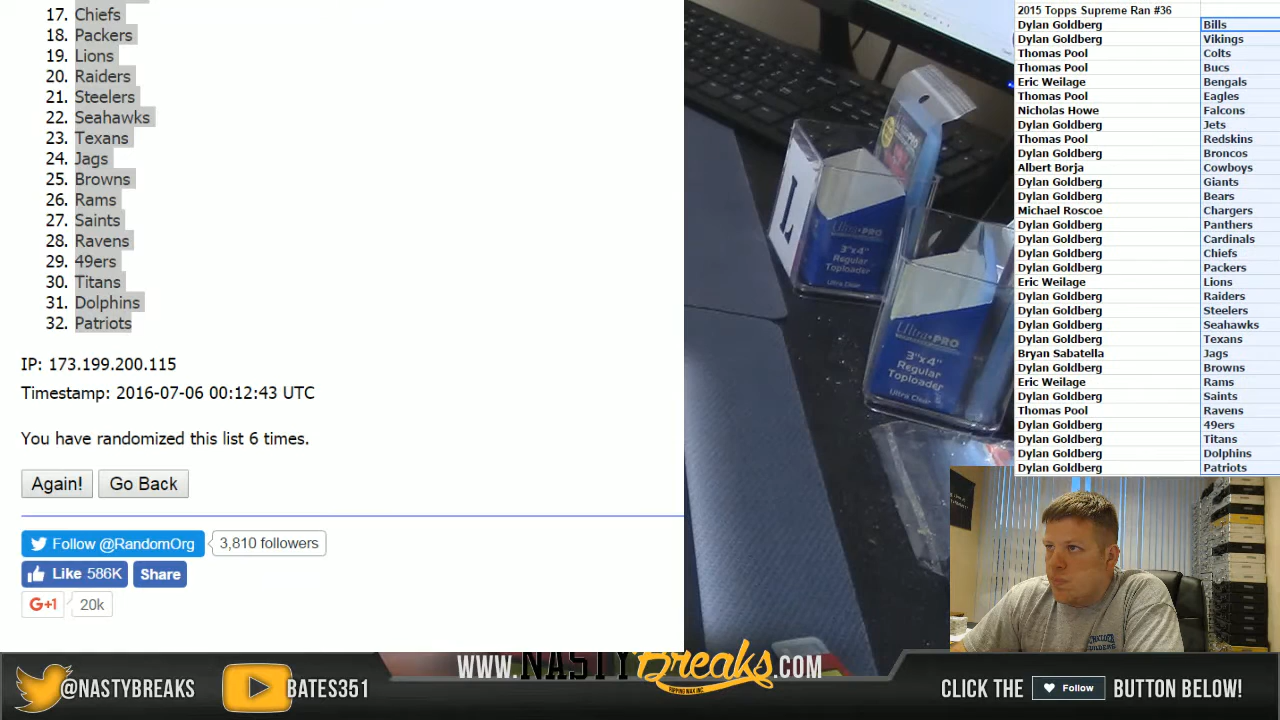 17. Chiefs
18. Packers
19. Lions
20. Raiders
21. Steelers
22. Seahawks
23. Texans
24. Jags
25. Browns
26. Rams
27. Saints
28. Ravens
29. 49ers
30. Titans
31. Dolphins
32. Patriots
IP: 173.199.200.115
Timestamp: 2016-07-06 00:12:43 UTC
You have randomized this list 6 times.
Again! Go Back
Follow @RandomOrg 3,810 followers
Like 586K Share
G+1 20k
L
Ultra·PRO
3"x4"
Regular
Toploader
Ultra Clear
Ultra·PRO
3"x4"
Regular
Toploader
Ultra Clear
2015 Topps Supreme Ran #36
Dylan Goldberg Bills
Dylan Goldberg Vikings
Thomas Pool Colts
Thomas Pool Bucs
Eric Weilage Bengals
Thomas Pool Eagles
Nicholas Howe Falcons
Dylan Goldberg Jets
Thomas Pool Redskins
Dylan Goldberg Broncos
Albert Borja Cowboys
Dylan Goldberg Giants
Dylan Goldberg Bears
Michael Roscoe Chargers
Dylan Goldberg Panthers
Dylan Goldberg Cardinals
Dylan Goldberg Chiefs
Dylan Goldberg Packers
Eric Weilage Lions
Dylan Goldberg Raiders
Dylan Goldberg Steelers
Dylan Goldberg Seahawks
Dylan Goldberg Texans
Bryan Sabatella Jags
Dylan Goldberg Browns
Eric Weilage Rams
Dylan Goldberg Saints
Thomas Pool Ravens
Dylan Goldberg 49ers
Dylan Goldberg Titans
Dylan Goldberg Dolphins
Dylan Goldberg Patriots
@NASTYBREAKS
BATES351
WWW.NASTYBreaks.COM
RIPPING WAX INC
CLICK THE Follow BUTTON BELOW!